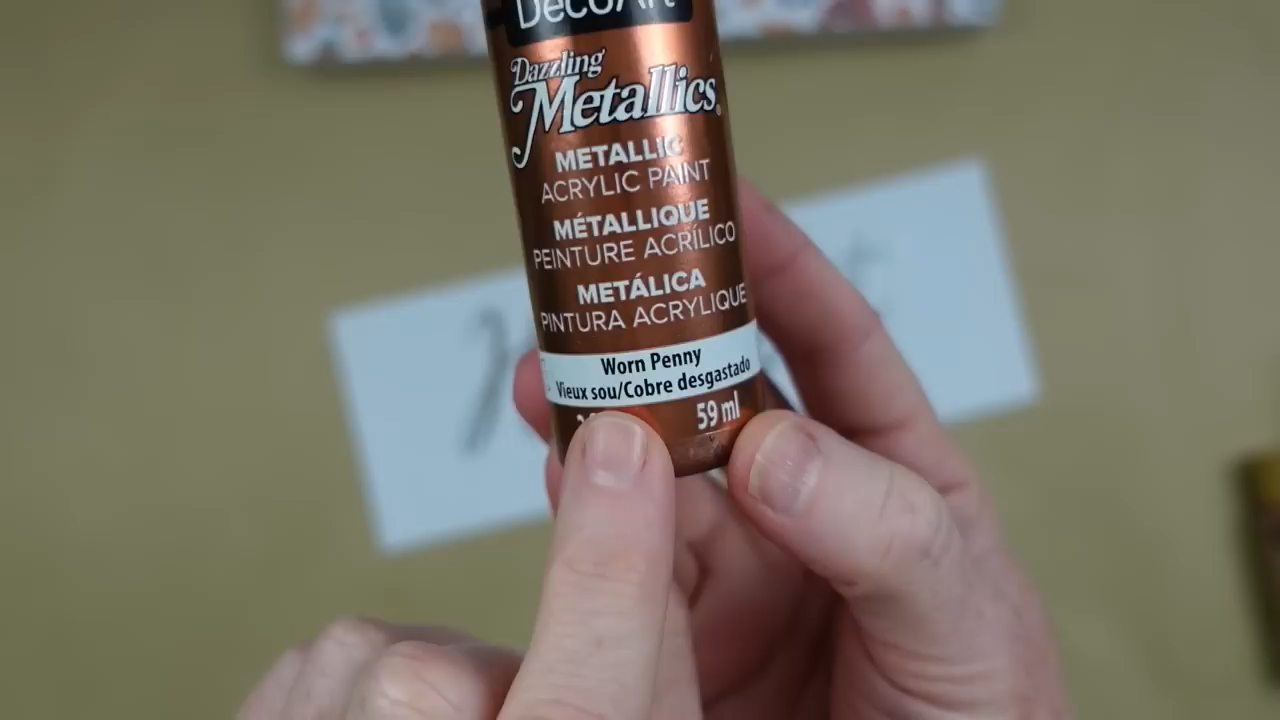 DecoArt
Dazzling
Metallics®
METALLIC
ACRYLIC PAINT
MÉTALLIQUE
PEINTURE ACRÍLICO
METÁLICA
PINTURA ACRYLIQUE
Worn Penny
Vieux sou/Cobre desgastado
59 ml